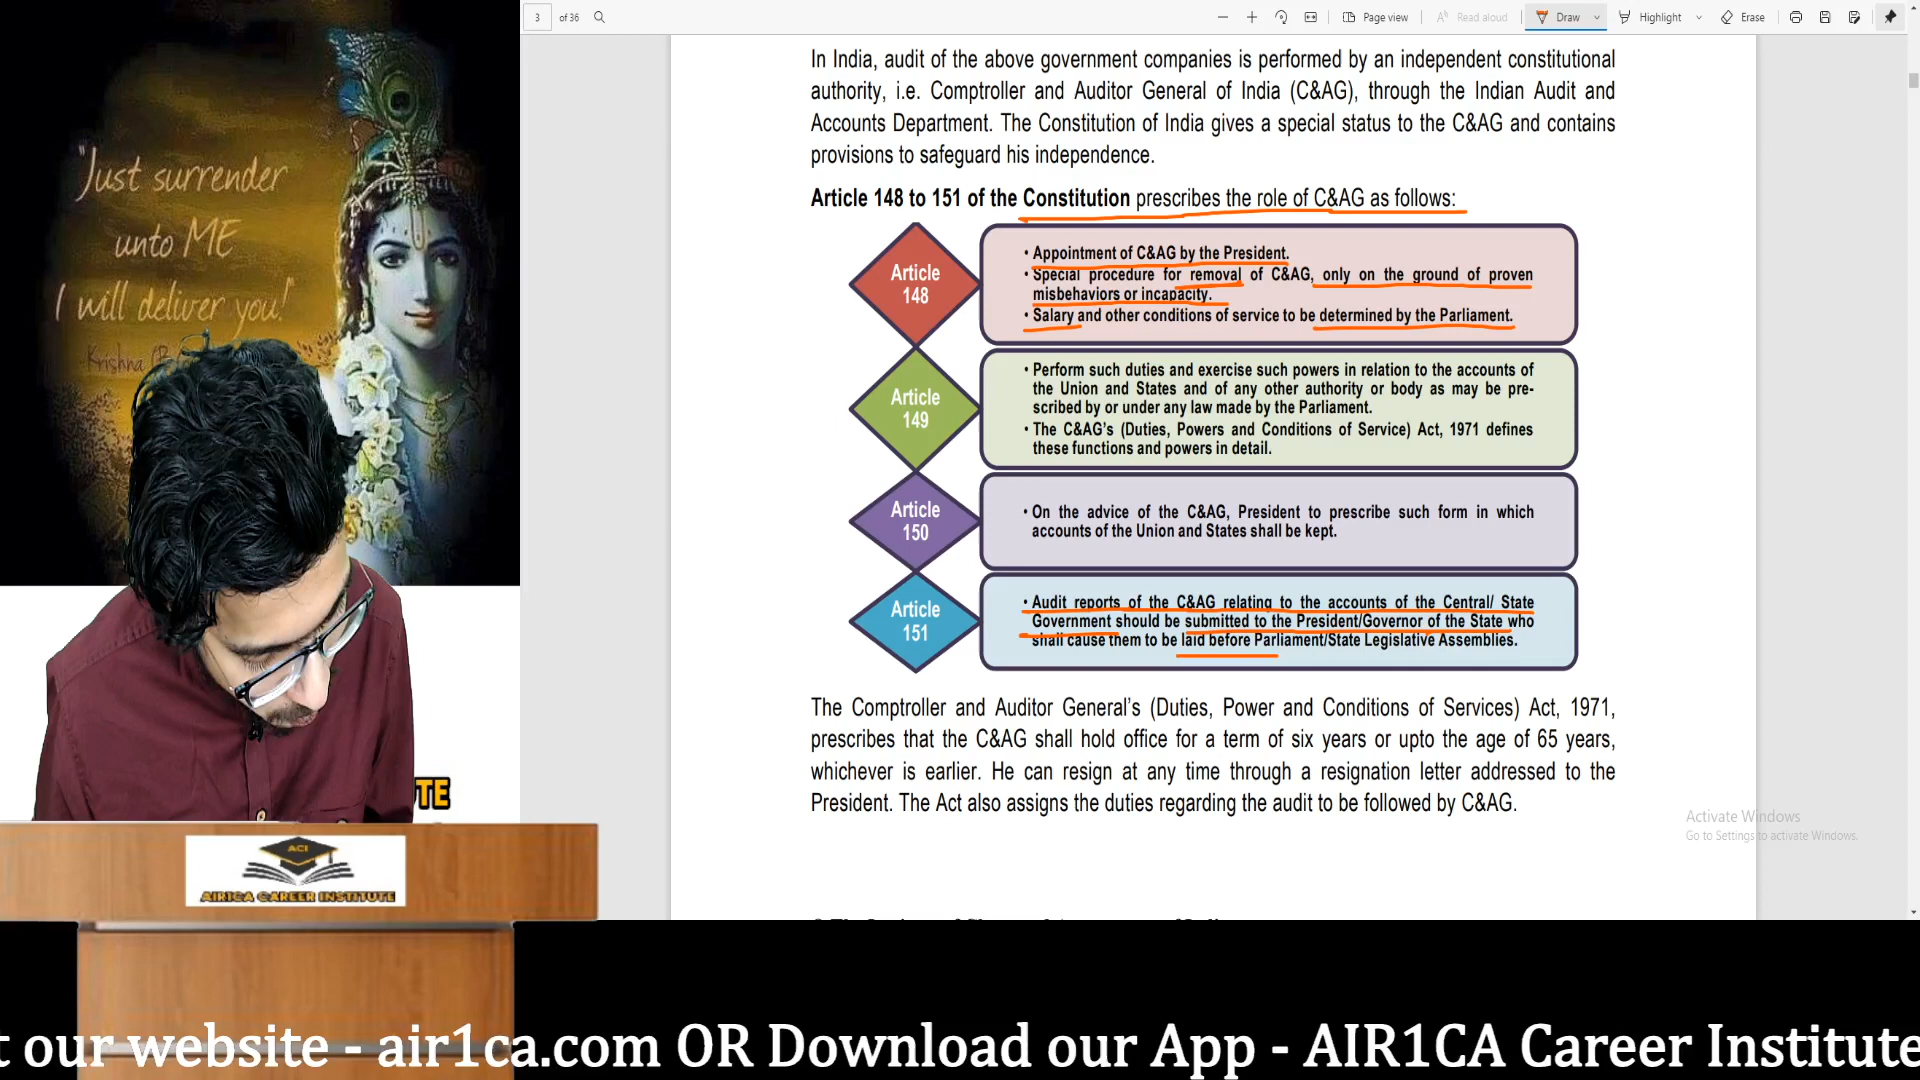 3 of 36
Page view
Read aloud
Draw
Highlight
Erase
"Just surrender
unto ME
I will deliver you!"
Krishna
In India, audit of the above government companies is performed by an independent constitutional
authority, i.e. Comptroller and Auditor General of India (C&AG), through the Indian Audit and
Accounts Department. The Constitution of India gives a special status to the C&AG and contains
provisions to safeguard his independence.
Article 148 to 151 of the Constitution prescribes the role of C&AG as follows:
Article
148
• Appointment of C&AG by the President.
• Special procedure for removal of C&AG, only on the ground of proven
misbehaviors or incapacity.
• Salary and other conditions of service to be determined by the Parliament.
Article
149
• Perform such duties and exercise such powers in relation to the accounts of
the Union and States and of any other authority or body as may be pre-
scribed by or under any law made by the Parliament.
• The C&AG's (Duties, Powers and Conditions of Service) Act, 1971 defines
these functions and powers in detail.
Article
150
• On the advice of the C&AG, President to prescribe such form in which
accounts of the Union and States shall be kept.
Article
151
• Audit reports of the C&AG relating to the accounts of the Central/ State
Government should be submitted to the President/Governor of the State who
shall cause them to be laid before Parliament/State Legislative Assemblies.
The Comptroller and Auditor General's (Duties, Power and Conditions of Services) Act, 1971,
prescribes that the C&AG shall hold office for a term of six years or upto the age of 65 years,
whichever is earlier. He can resign at any time through a resignation letter addressed to the
President. The Act also assigns the duties regarding the audit to be followed by C&AG.
Activate Windows
Go to Settings to activate Windows.
TE
ACI
AIR1CA CAREER INSTITUTE
t our website - air1ca.com OR Download our App - AIR1CA Career Institute